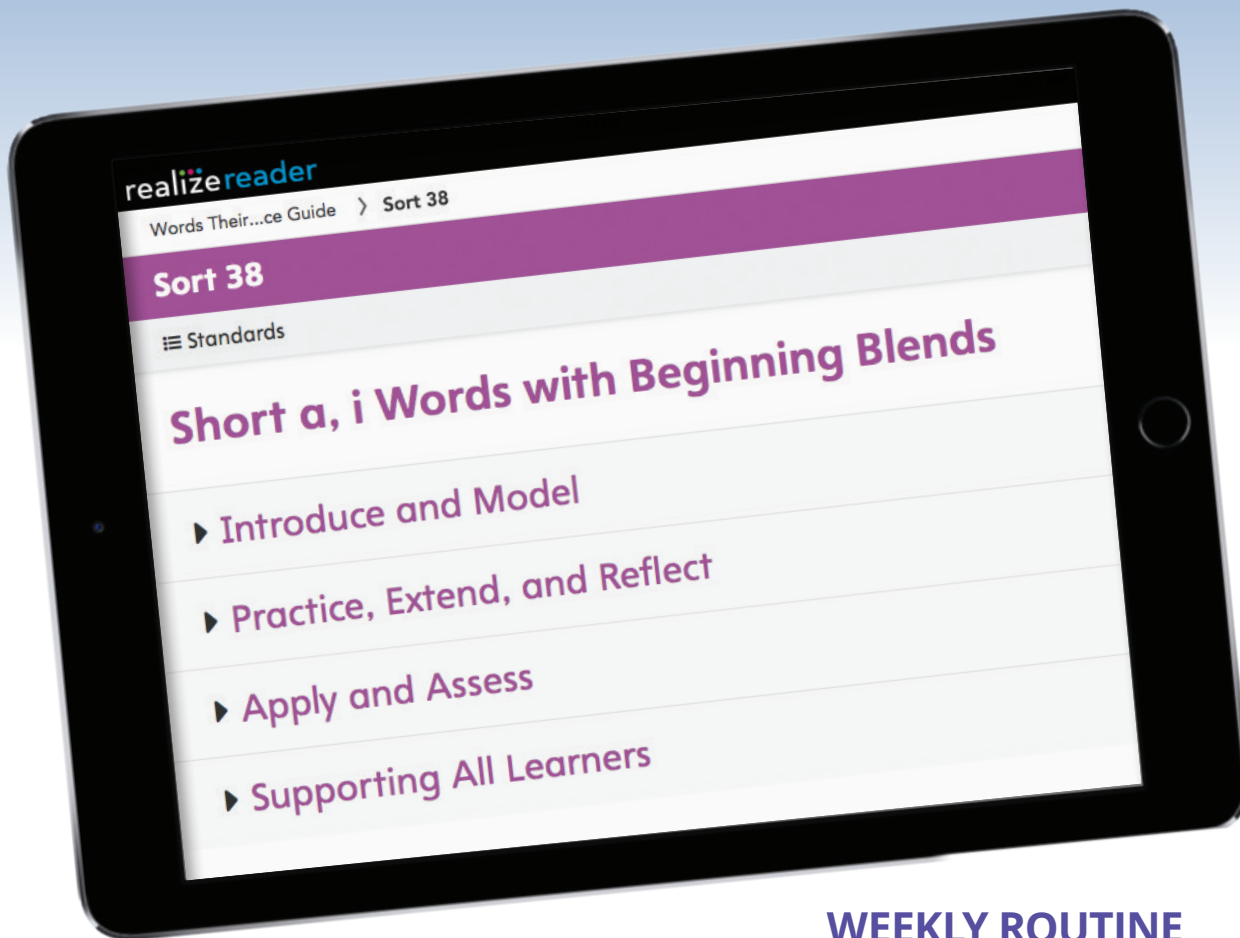 realizereader
Words Their...ce Guide > Sort 38
Sort 38
Standards
Short a, i Words with Beginning Blends
Introduce and Model
Practice, Extend, and Reflect
Apply and Assess
Supporting All Learners
WEEKLY ROUTINE